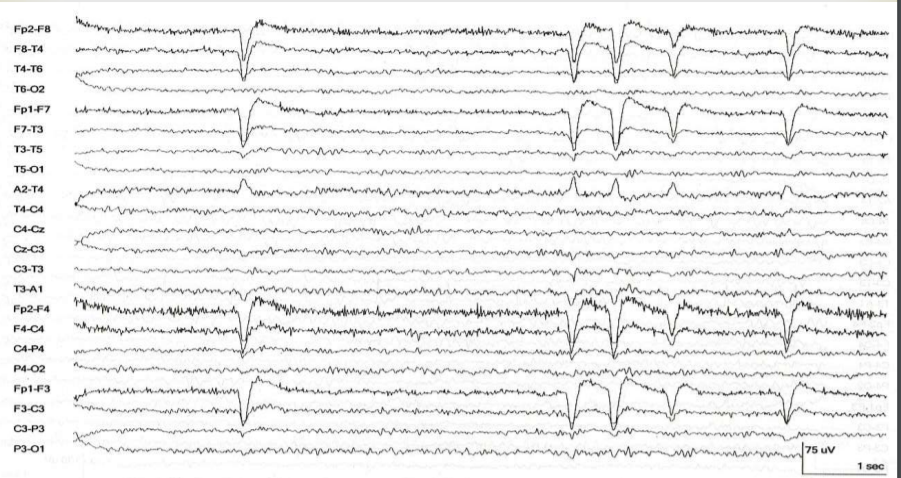 Fp2-F8
F8-T4
T4-T6
T6-O2
Fp1-F7
F7-T3
T3-T5
T5-O1
A2-T4
T4-C4
C4-Cz
Cz-C3
C3-T3
T3-A1
Fp2-F4
F4-C4
C4-P4
P4-O2
Fp1-F3
F3-C3
C3-P3
P3-O1
75 uV
1 sec